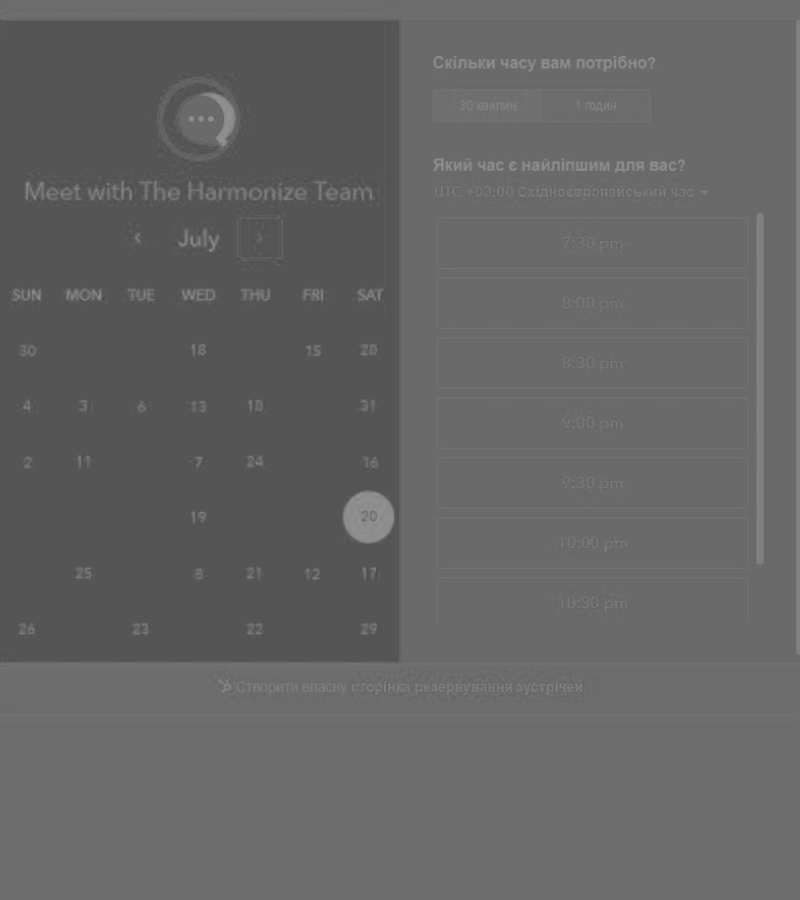 Meet with The Harmonize Team
July
SUN MON TUE WED THU FRI SAT
30 18 15 20
4 3 6 13 10 31
2 11 7 24 16
19 20
25 8 21 12 17
26 23 22 29
Скільки часу вам потрібно?
30 хвилин 1 годин
Який час є найліпшим для вас?
UTC +03:00 Східноєвропейський час
7:30 pm
8:00 pm
8:30 pm
9:00 pm
9:30 pm
10:00 pm
10:30 pm
Створити власну сторінка резервування зустрічей